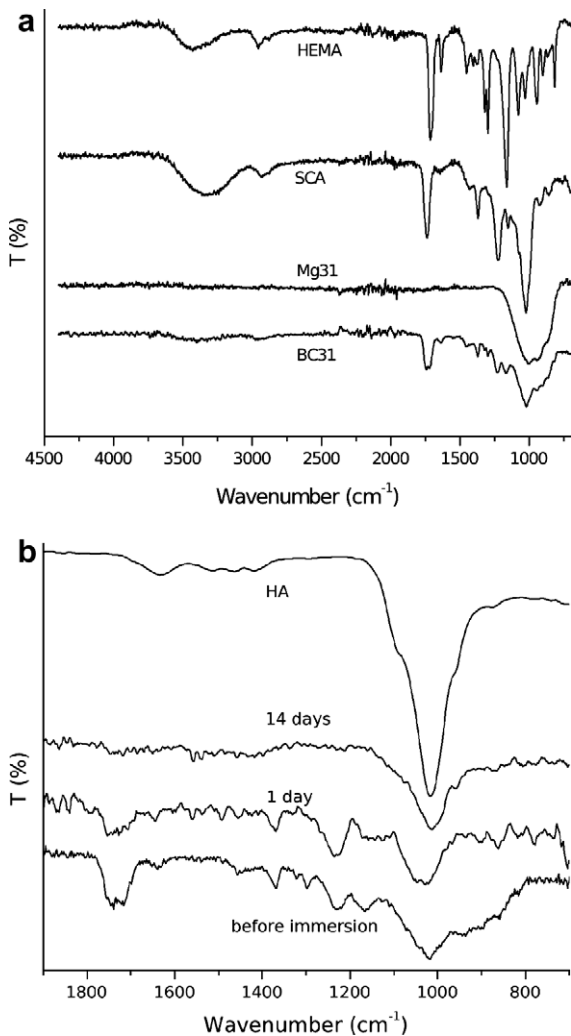 a
HEMA
SCA
Mg31
BC31
T (%)
4500 4000 3500 3000 2500 2000 1500 1000
Wavenumber (cm⁻¹)
b
HA
14 days
1 day
before immersion
T (%)
1800 1600 1400 1200 1000 800
Wavenumber (cm⁻¹)